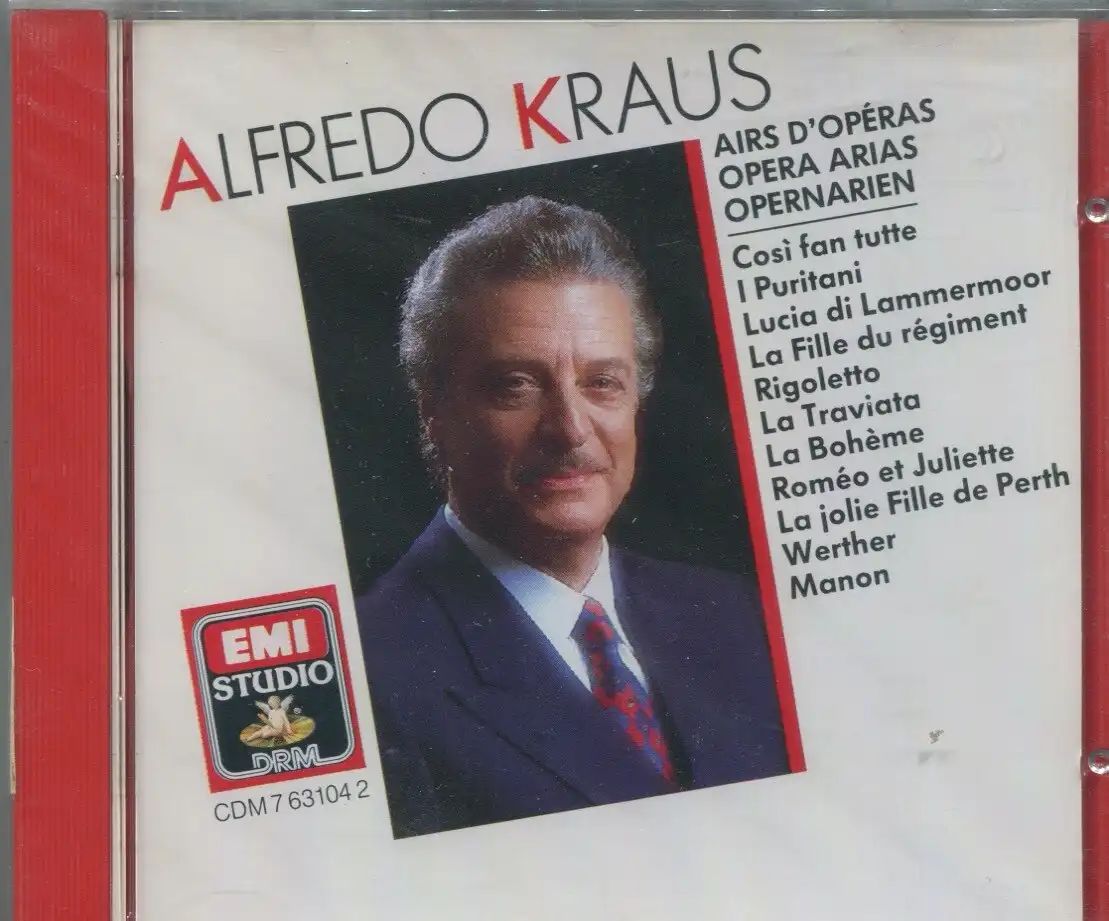 ALFREDO KRAUS
AIRS D'OPÉRAS
OPERA ARIAS
OPERNARIEN
Così fan tutte
I Puritani
Lucia di Lammermoor
La Fille du régiment
Rigoletto
La Traviata
La Bohème
Roméo et Juliette
La jolie Fille de Perth
Werther
Manon
EMI
STUDIO
®
DRM
CDM 7 63104 2